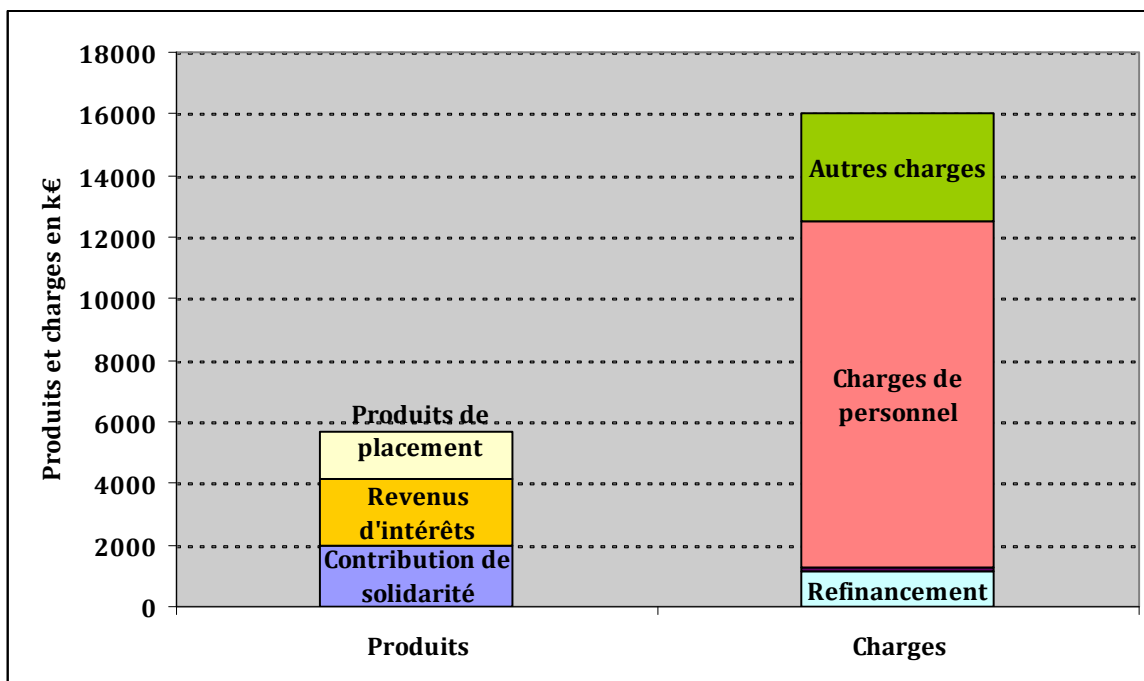 Produits et charges en k€
18000
16000
14000
12000
10000
8000
6000
4000
2000
0
Produits de
placement
Revenus
d'intérêts
Contribution de
solidarité
Autres charges
Charges de
personnel
Refinancement
Produits
Charges